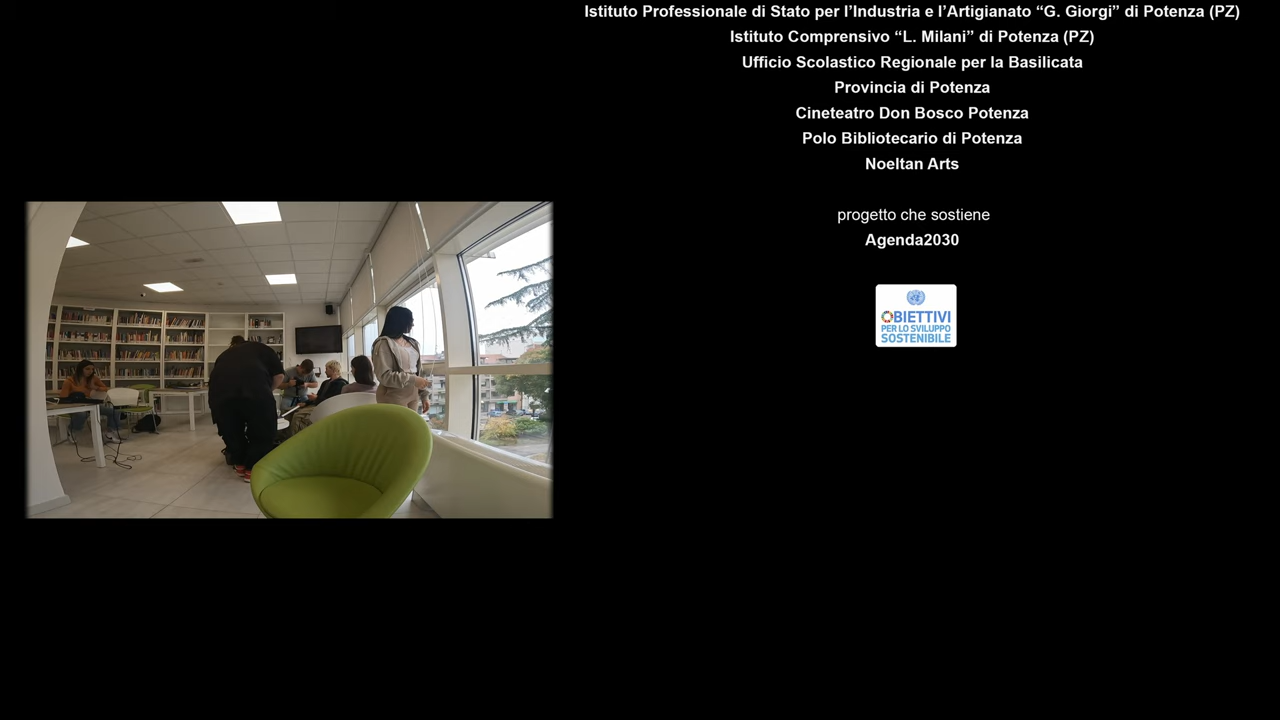 Istituto Professionale di Stato per l’Industria e l’Artigianato “G. Giorgi” di Potenza (PZ)
Istituto Comprensivo “L. Milani” di Potenza (PZ)
Ufficio Scolastico Regionale per la Basilicata
Provincia di Potenza
Cineteatro Don Bosco Potenza
Polo Bibliotecario di Potenza
Noeltan Arts
progetto che sostiene
Agenda2030
OBIETTIVI
PER LO SVILUPPO
SOSTENIBILE